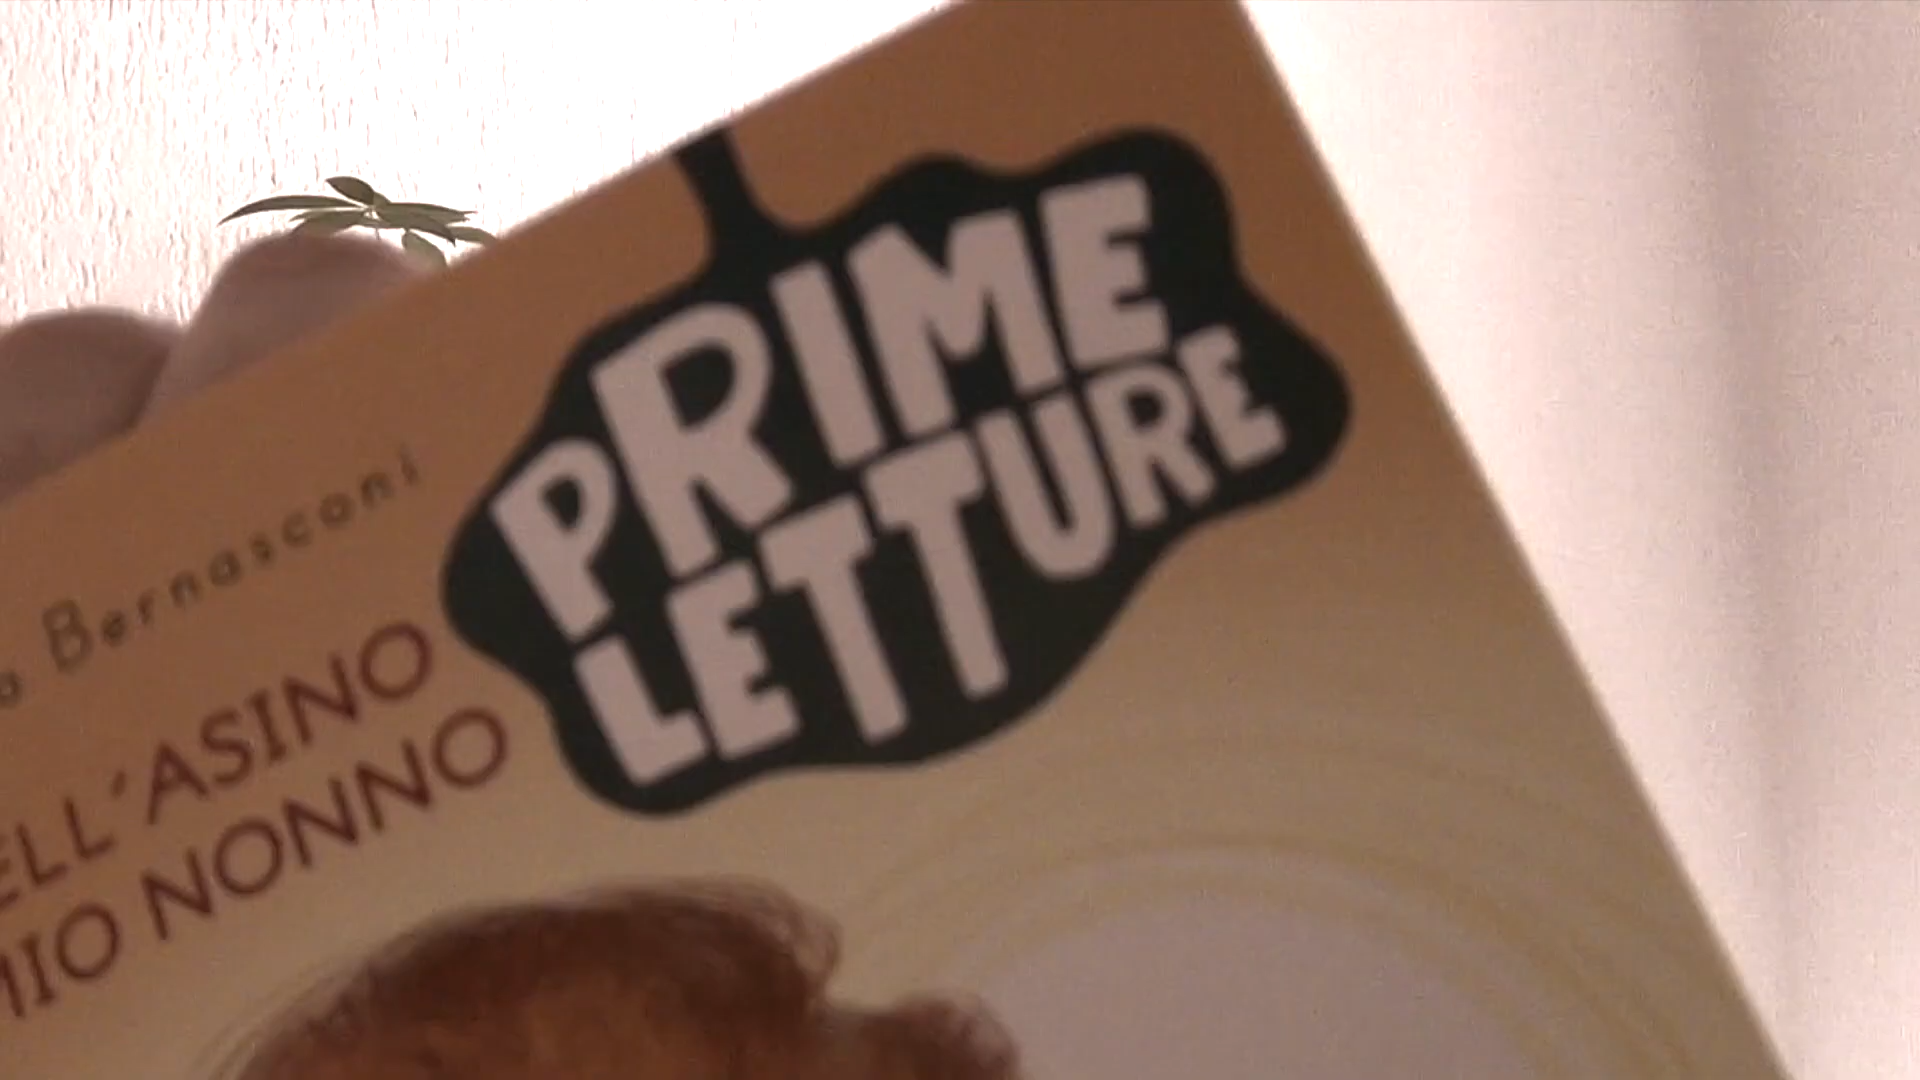 Bernasconi
ELL'ASINO
MIO NONNO
PRIME
LETTURE